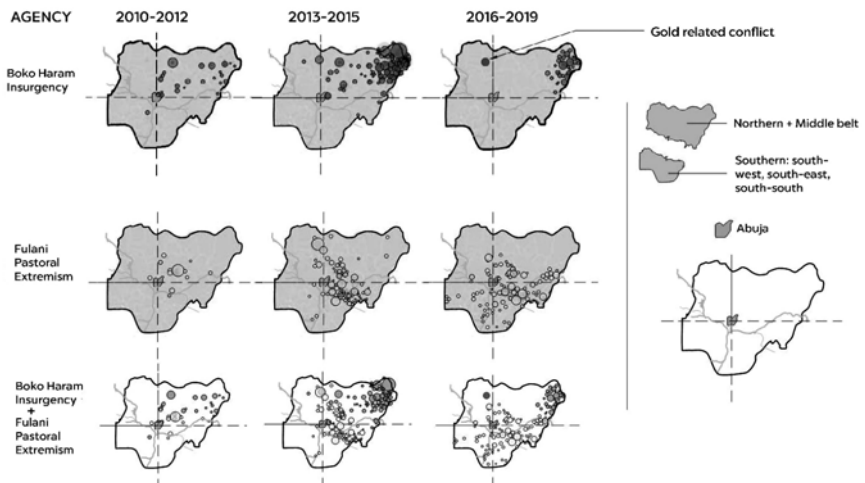 AGENCY 2010-2012 2013-2015 2016-2019
Gold related conflict
Boko Haram
Insurgency
Northern + Middle belt
Southern: south-
west, south-east,
south-south
Abuja
Fulani
Pastoral
Extremism
Boko Haram
Insurgency
+
Fulani
Pastoral
Extremism